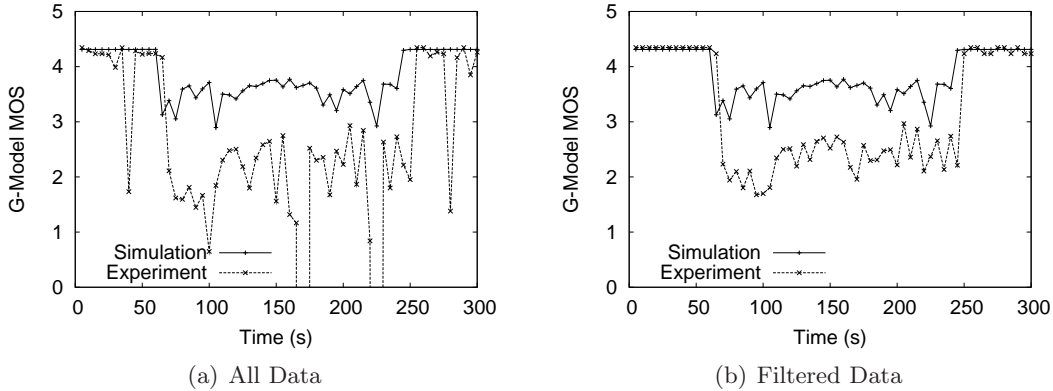 G-Model MOS
5
4
3
2
1
0
Simulation
Experiment
0 50 100 150 200 250 300
Time (s)
(a) All Data
G-Model MOS
5
4
3
2
1
0
Simulation
Experiment
0 50 100 150 200 250 300
Time (s)
(b) Filtered Data